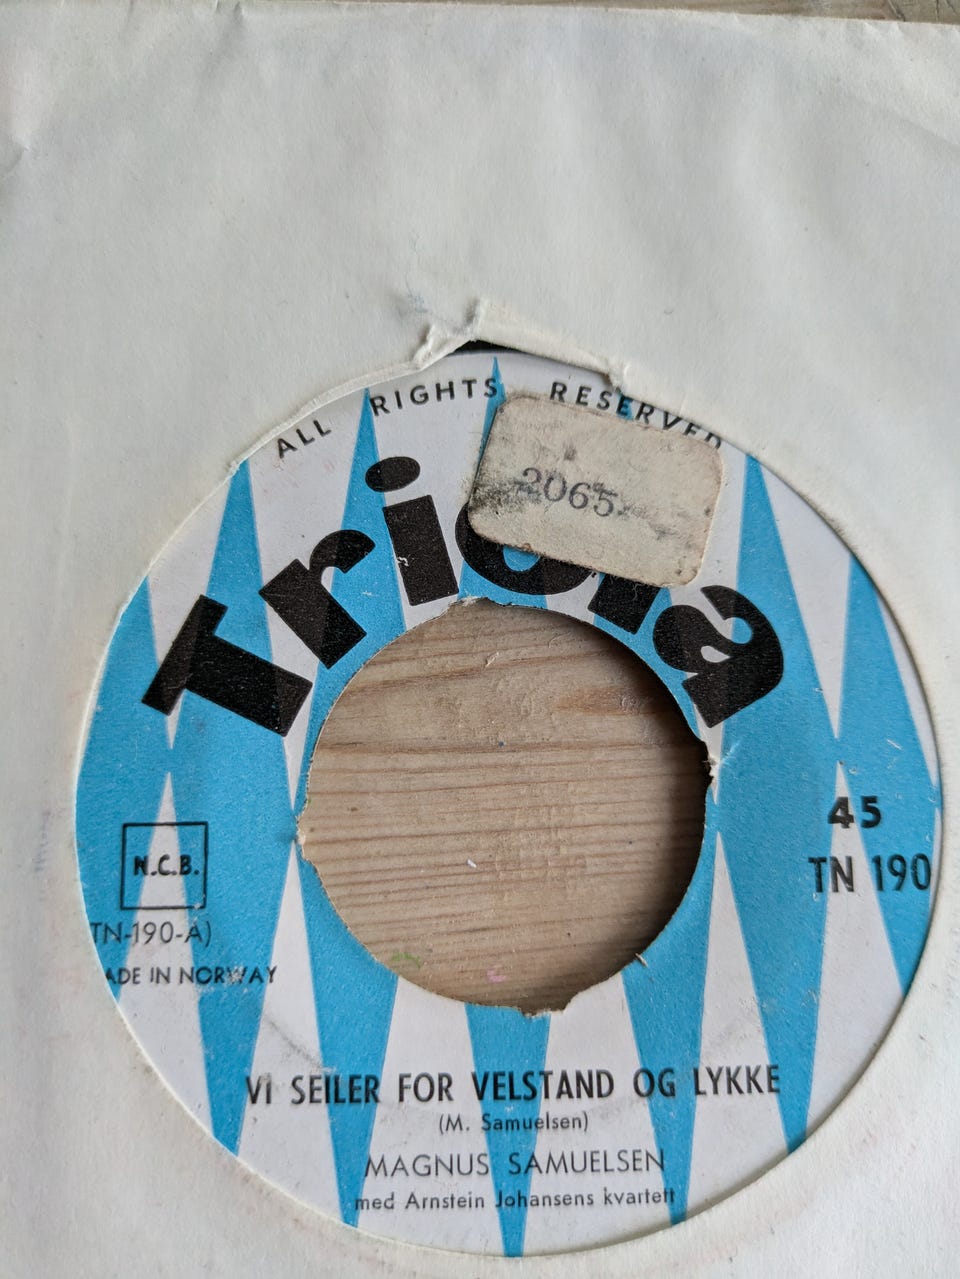 ALL RIGHTS RESERVED
2065
Triola
45
TN 190
N.C.B.
TN-190-A)
ADE IN NORWAY
VI SEILER FOR VELSTAND OG LYKKE
(M. Samuelsen)
MAGNUS SAMUELSEN
med Arnstein Johansens kvartett